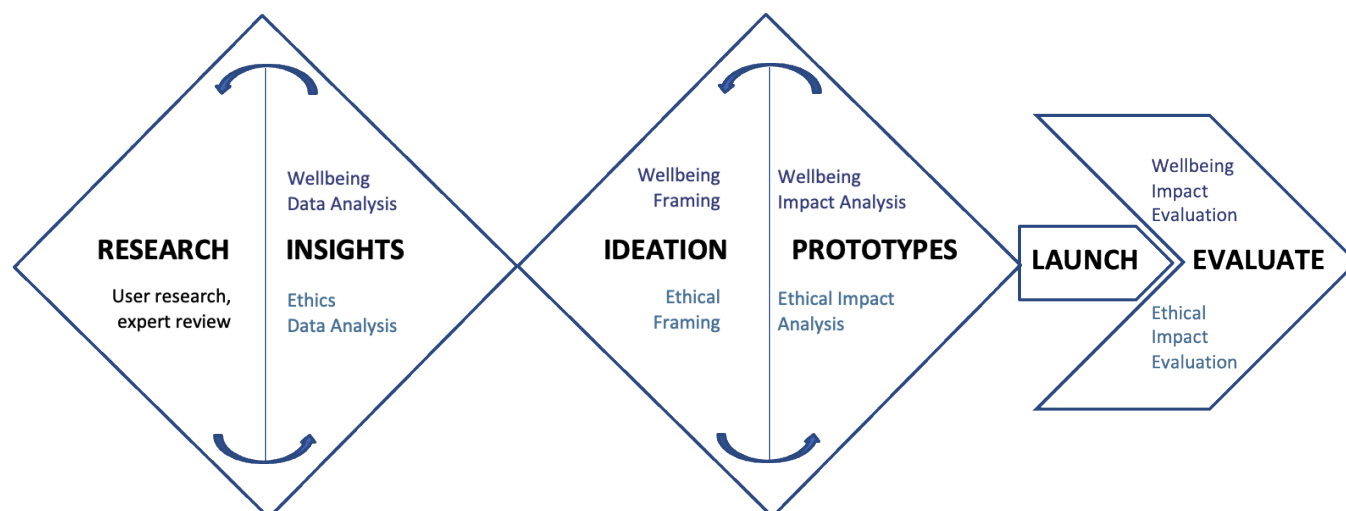 Wellbeing
Data Analysis
RESEARCH
INSIGHTS
User research,
expert review
Ethics
Data Analysis
Wellbeing
Framing
Wellbeing
Impact Analysis
IDEATION
PROTOTYPES
Ethical
Framing
Ethical Impact
Analysis
LAUNCH
Wellbeing
Impact
Evaluation
EVALUATE
Ethical
Impact
Evaluation